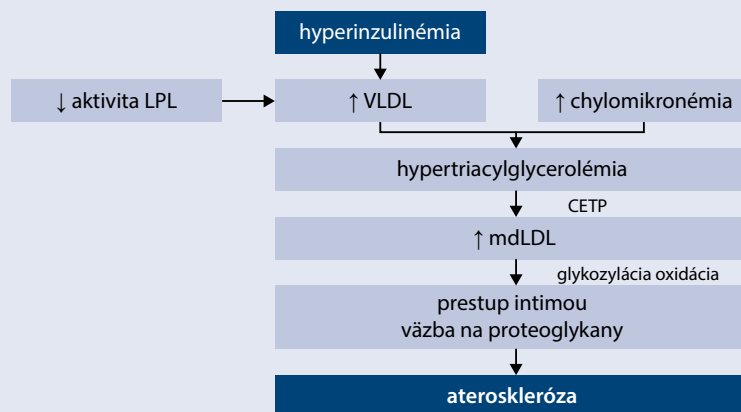 hyperinzulinémia
↓ aktivita LPL
↑ VLDL
↑ chylomikronémia
hypertriacylglycerolémia
CETP
↑ mdLDL
glykozylácia oxidácia
prestup intimou
väzba na proteoglykany
ateroskleróza